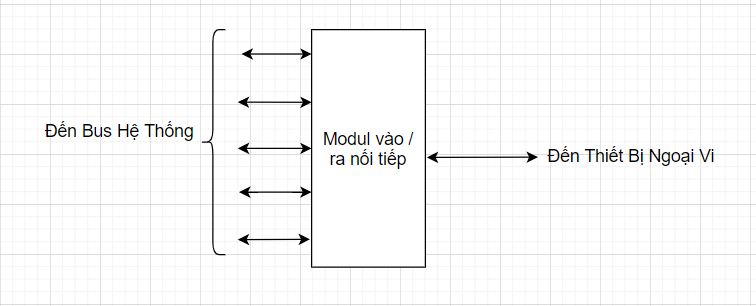 Đến Bus Hệ Thống
Modul vào /
ra nối tiếp
Đến Thiết Bị Ngoại Vi